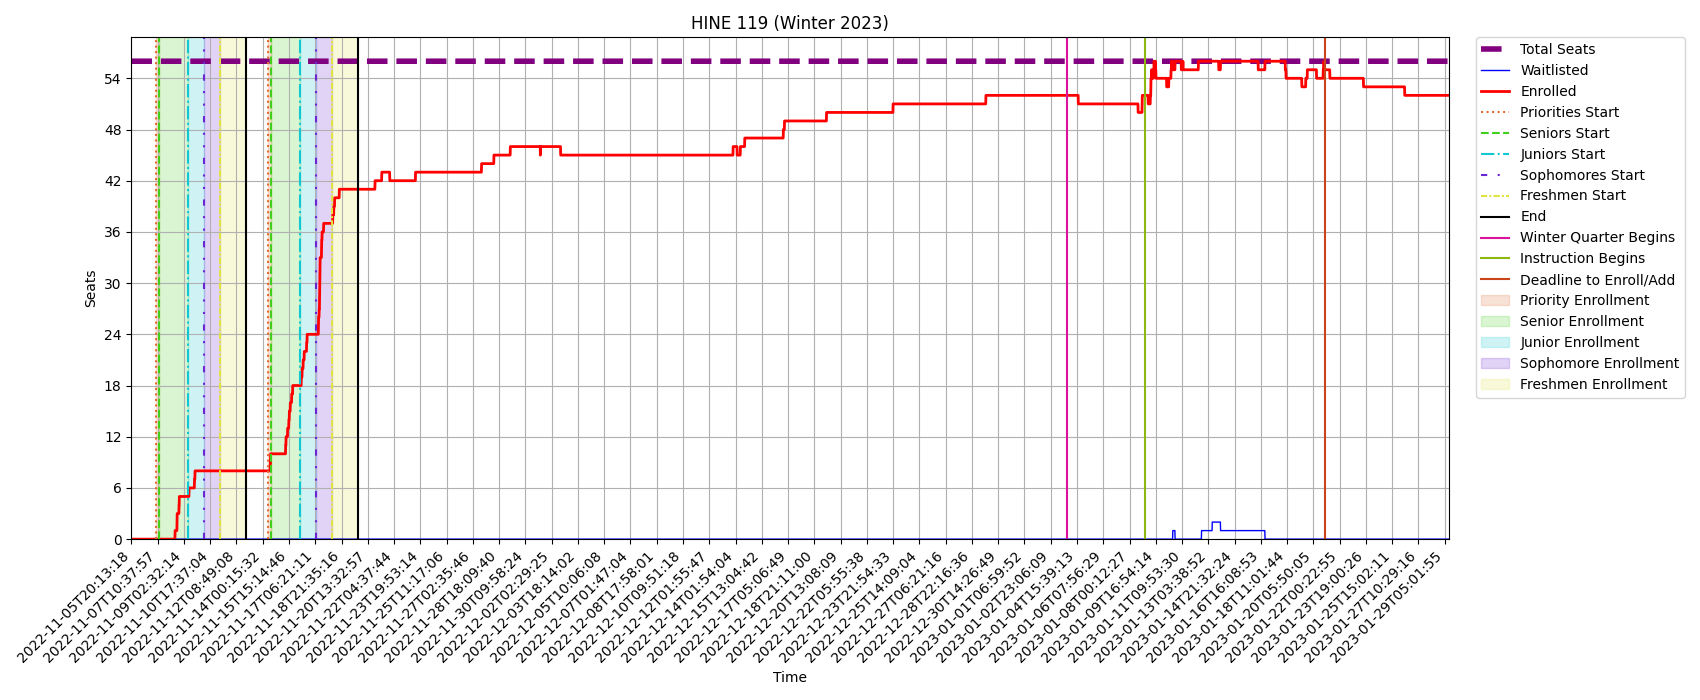 HINE 119 (Winter 2023)
Seats
54
48
42
36
30
24
18
12
6
0
2022-11-05T20:13:18
2022-11-07T10:37:57
2022-11-09T02:32:14
2022-11-10T17:37:04
2022-11-12T08:49:08
2022-11-14T00:15:32
2022-11-15T15:14:46
2022-11-17T06:21:11
2022-11-18T21:35:16
2022-11-20T13:32:57
2022-11-22T04:37:44
2022-11-23T19:53:14
2022-11-25T11:17:06
2022-11-27T02:35:46
2022-11-28T18:09:40
2022-11-30T09:58:24
2022-12-02T02:29:25
2022-12-03T18:14:02
2022-12-05T10:06:08
2022-12-07T01:47:04
2022-12-08T17:58:01
2022-12-10T09:51:18
2022-12-12T01:55:47
2022-12-14T01:54:04
2022-12-15T13:04:42
2022-12-17T05:06:49
2022-12-18T21:11:00
2022-12-20T13:08:09
2022-12-22T05:55:38
2022-12-23T21:54:33
2022-12-25T14:09:04
2022-12-27T06:21:16
2022-12-28T22:16:36
2022-12-30T14:26:49
2023-01-01T06:59:52
2023-01-02T23:06:09
2023-01-04T15:39:13
2023-01-06T07:56:29
2023-01-08T00:12:27
2023-01-09T16:54:14
2023-01-11T09:53:30
2023-01-13T03:38:52
2023-01-14T21:32:24
2023-01-16T16:08:53
2023-01-18T11:01:44
2023-01-20T05:50:05
2023-01-22T00:22:55
2023-01-23T19:00:26
2023-01-25T15:02:11
2023-01-27T10:29:16
2023-01-29T05:01:55
Time
Total Seats
Waitlisted
Enrolled
Priorities Start
Seniors Start
Juniors Start
Sophomores Start
Freshmen Start
End
Winter Quarter Begins
Instruction Begins
Deadline to Enroll/Add
Priority Enrollment
Senior Enrollment
Junior Enrollment
Sophomore Enrollment
Freshmen Enrollment